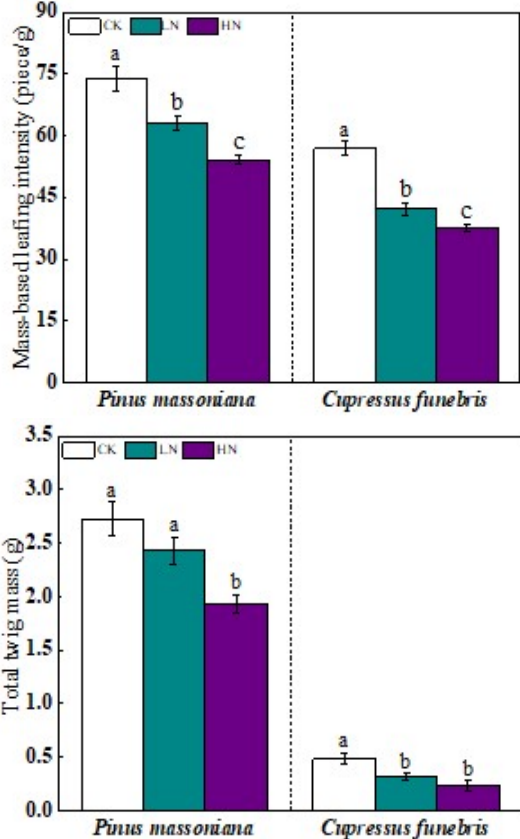 90
CK LN HN
75
60
45
30
15
0
Mass-based leafing intensity (piece/g)
a
b
c
a
b
c
Pinus massoniana
Cupressus funebris
3.5
CK LN HN
3.0
2.5
2.0
1.5
1.0
0.5
0.0
Total twig mass (g)
a
a
b
a
b
b
Pinus massoniana
Cupressus funebris